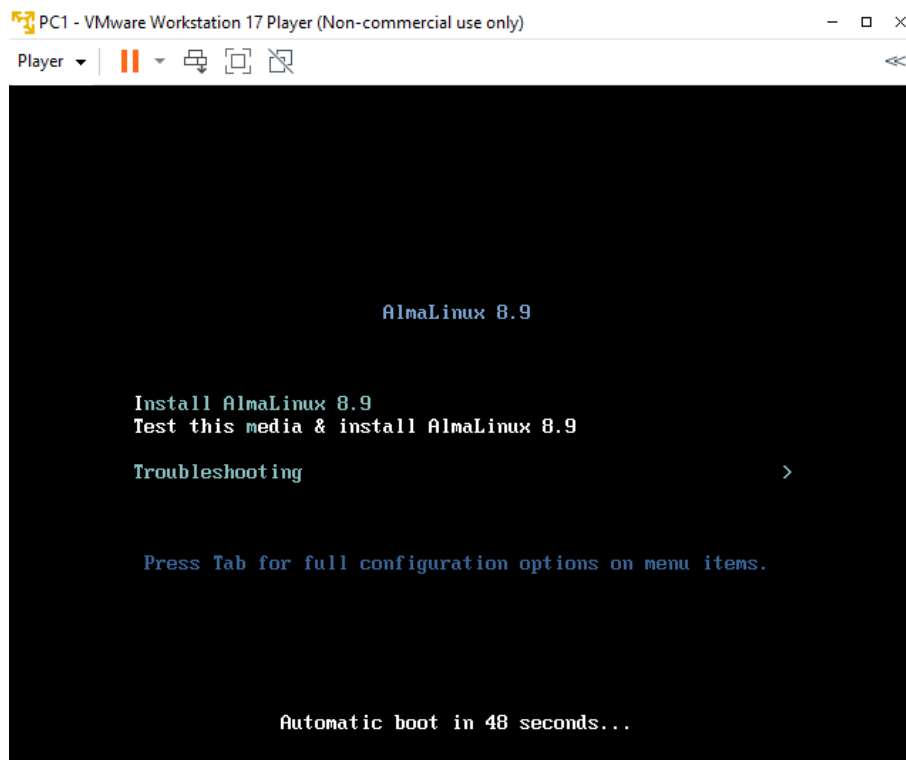 PC1 - VMware Workstation 17 Player (Non-commercial use only)
Player
AlmaLinux 8.9
Install AlmaLinux 8.9
Test this media & install AlmaLinux 8.9
Troubleshooting >
Press Tab for full configuration options on menu items.
Automatic boot in 48 seconds...